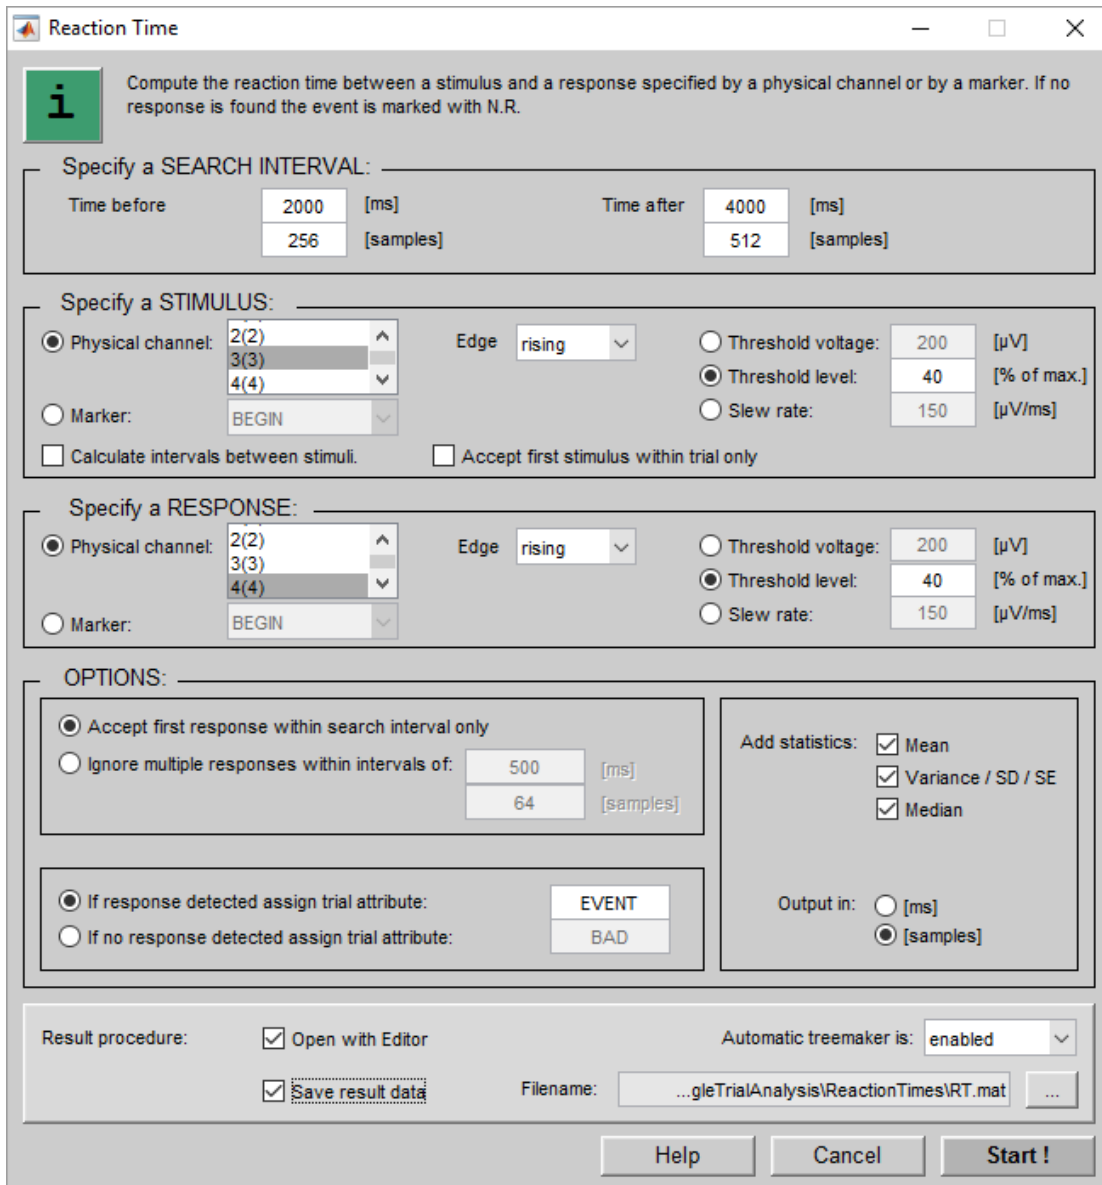 Reaction Time
i
Compute the reaction time between a stimulus and a response specified by a physical channel or by a marker. If no
response is found the event is marked with N.R.
Specify a SEARCH INTERVAL:
Time before 2000 [ms] Time after 4000 [ms]
256 [samples] 512 [samples]
Specify a STIMULUS:
Physical channel: 2(2) Edge rising Threshold voltage: 200 [µV]
3(3) Threshold level: 40 [% of max.]
4(4)
Marker: BEGIN Slew rate: 150 [µV/ms]
Calculate intervals between stimuli. Accept first stimulus within trial only
Specify a RESPONSE:
Physical channel: 2(2) Edge rising Threshold voltage: 200 [µV]
3(3) Threshold level: 40 [% of max.]
4(4)
Marker: BEGIN Slew rate: 150 [µV/ms]
OPTIONS:
Accept first response within search interval only
Ignore multiple responses within intervals of: 500 [ms]
64 [samples]
Add statistics: Mean
Variance / SD / SE
Median
If response detected assign trial attribute: EVENT
If no response detected assign trial attribute: BAD
Output in: [ms]
[samples]
Result procedure: Open with Editor Automatic treemaker is: enabled
Save result data Filename: ...gleTrialAnalysis\ReactionTimes\RT.mat ...
Help Cancel Start !